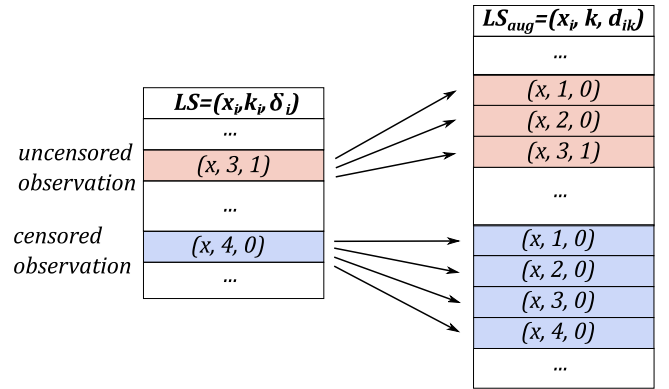 LS=(xᵢ,kᵢ,δᵢ)
...
uncensored
observation
(x, 3, 1)
...
censored
observation
(x, 4, 0)
...
LSₐᵤg=(xᵢ, k, dᵢₖ)
...
(x, 1, 0)
(x, 2, 0)
(x, 3, 1)
...
(x, 1, 0)
(x, 2, 0)
(x, 3, 0)
(x, 4, 0)
...